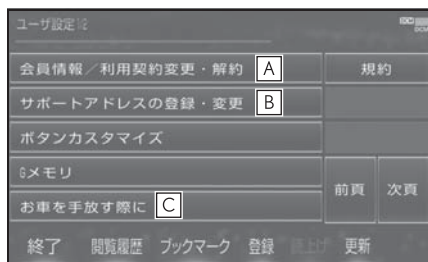 ユーザ設定1/2
会員情報／利用契約変更・解約 A
規約
サポートアドレスの登録・変更 B
ボタンカスタマイズ
Gメモリ
前頁 次頁
お車を手放す際に C
終了 閲覧履歴 ブックマーク 登録 更新